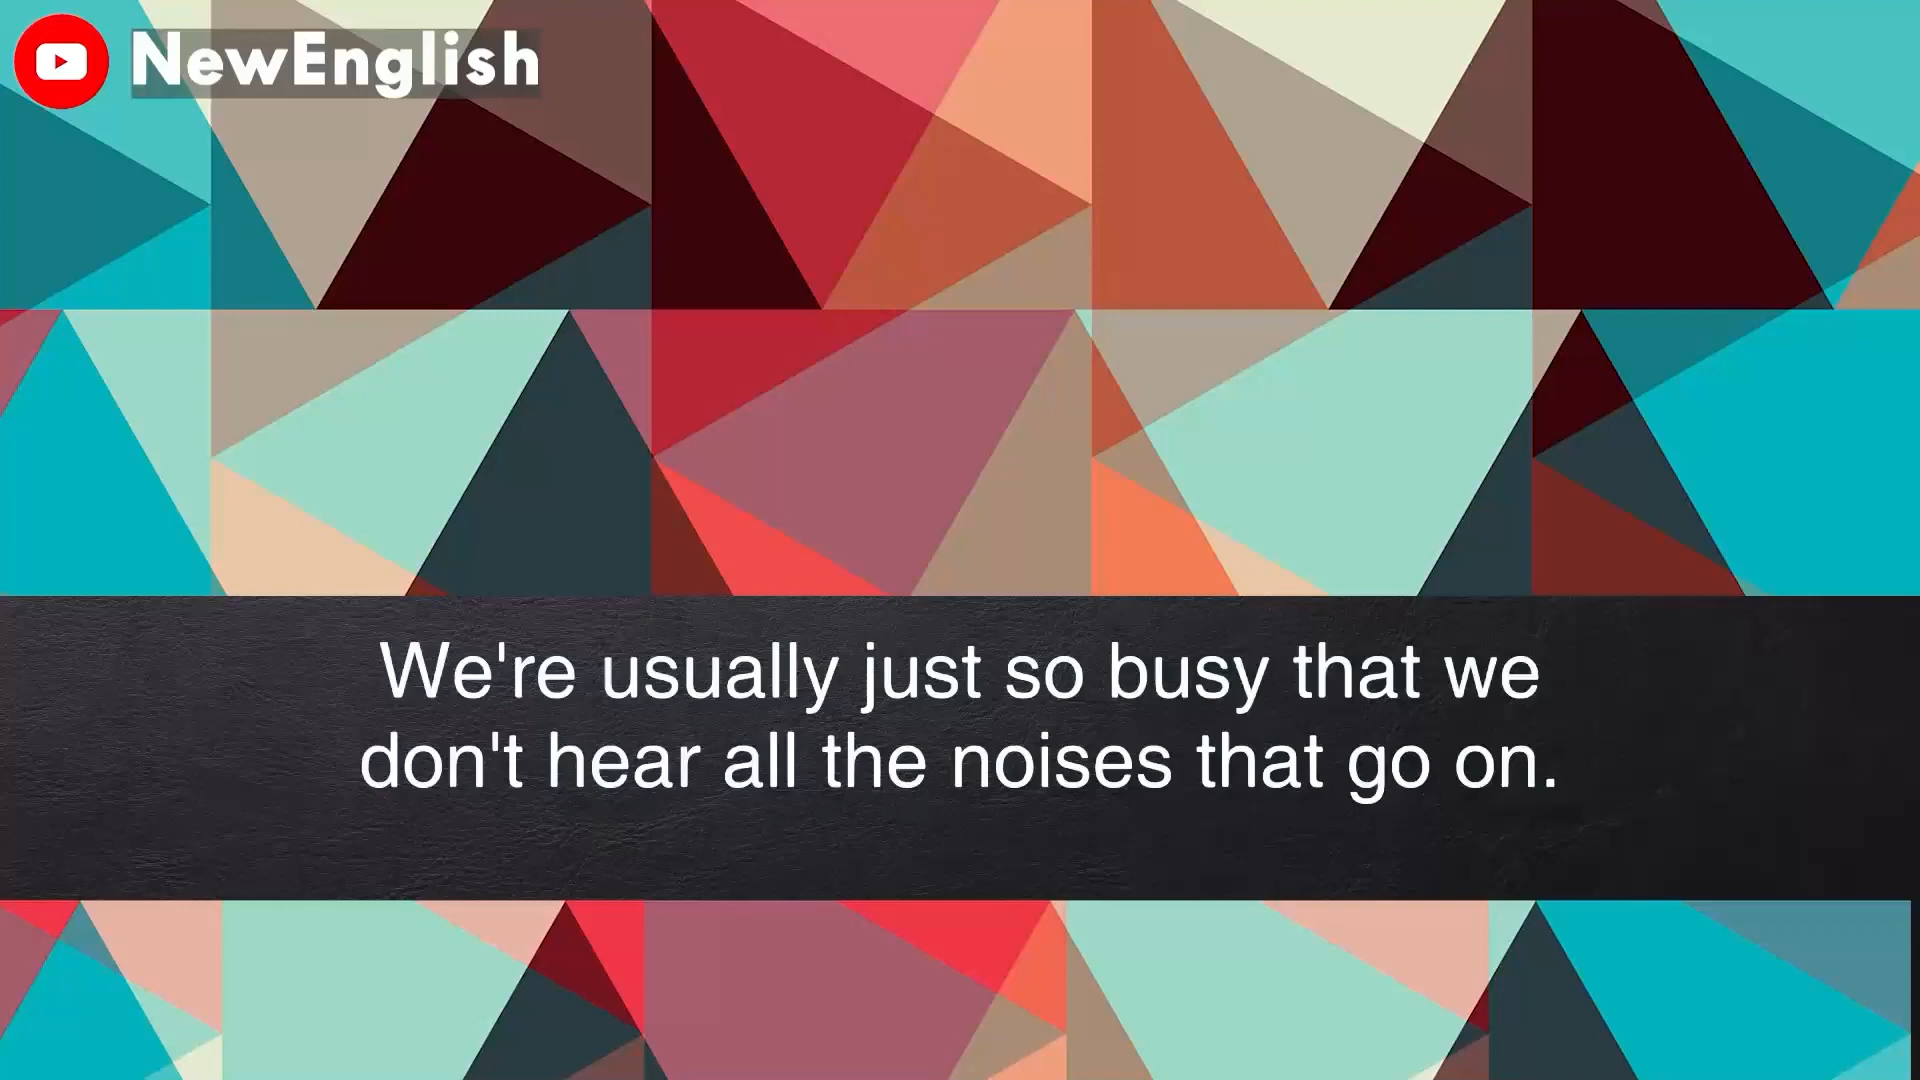 NewEnglish
We're usually just so busy that we
don't hear all the noises that go on.